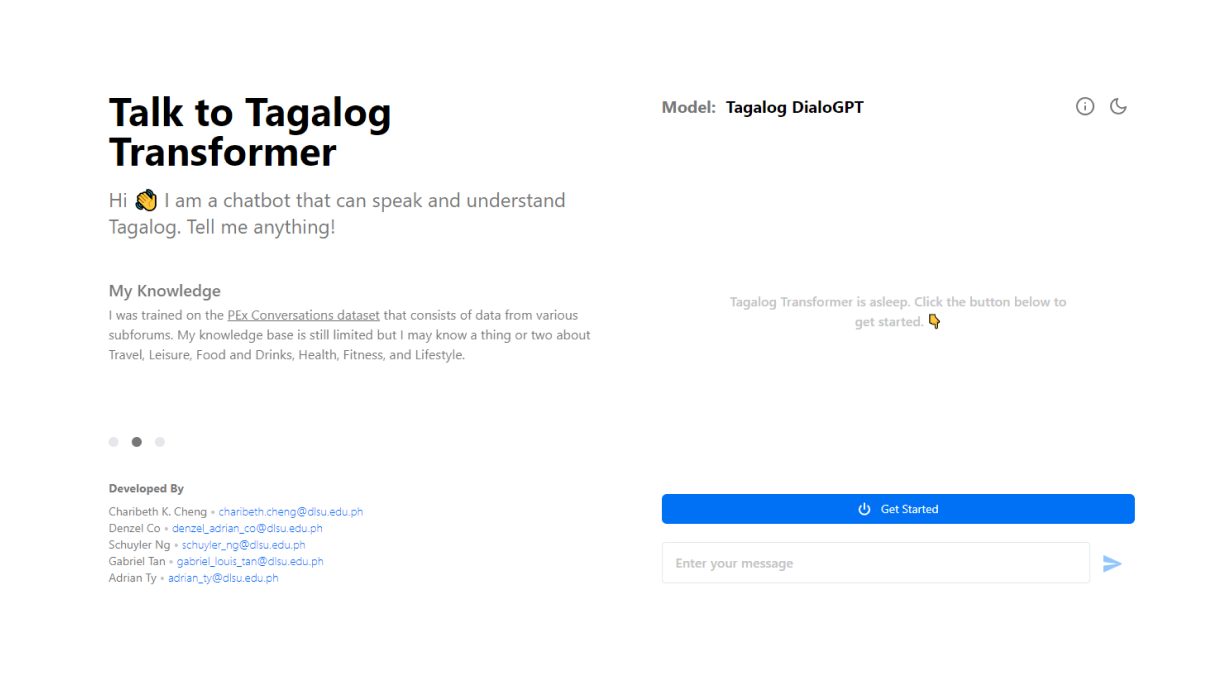 Talk to Tagalog
Transformer
Hi 👋 I am a chatbot that can speak and understand
Tagalog. Tell me anything!
My Knowledge
I was trained on the PEx Conversations dataset that consists of data from various
subforums. My knowledge base is still limited but I may know a thing or two about
Travel, Leisure, Food and Drinks, Health, Fitness, and Lifestyle.
Developed By
Charibeth K. Cheng • charibeth.cheng@dlsu.edu.ph
Denzel Co • denzel_adrian_co@dlsu.edu.ph
Schuyler Ng • schuyler_ng@dlsu.edu.ph
Gabriel Tan • gabriel_louis_tan@dlsu.edu.ph
Adrian Ty • adrian_ty@dlsu.edu.ph
Model: Tagalog DialoGPT
Tagalog Transformer is asleep. Click the button below to
get started. 👇
Get Started
Enter your message